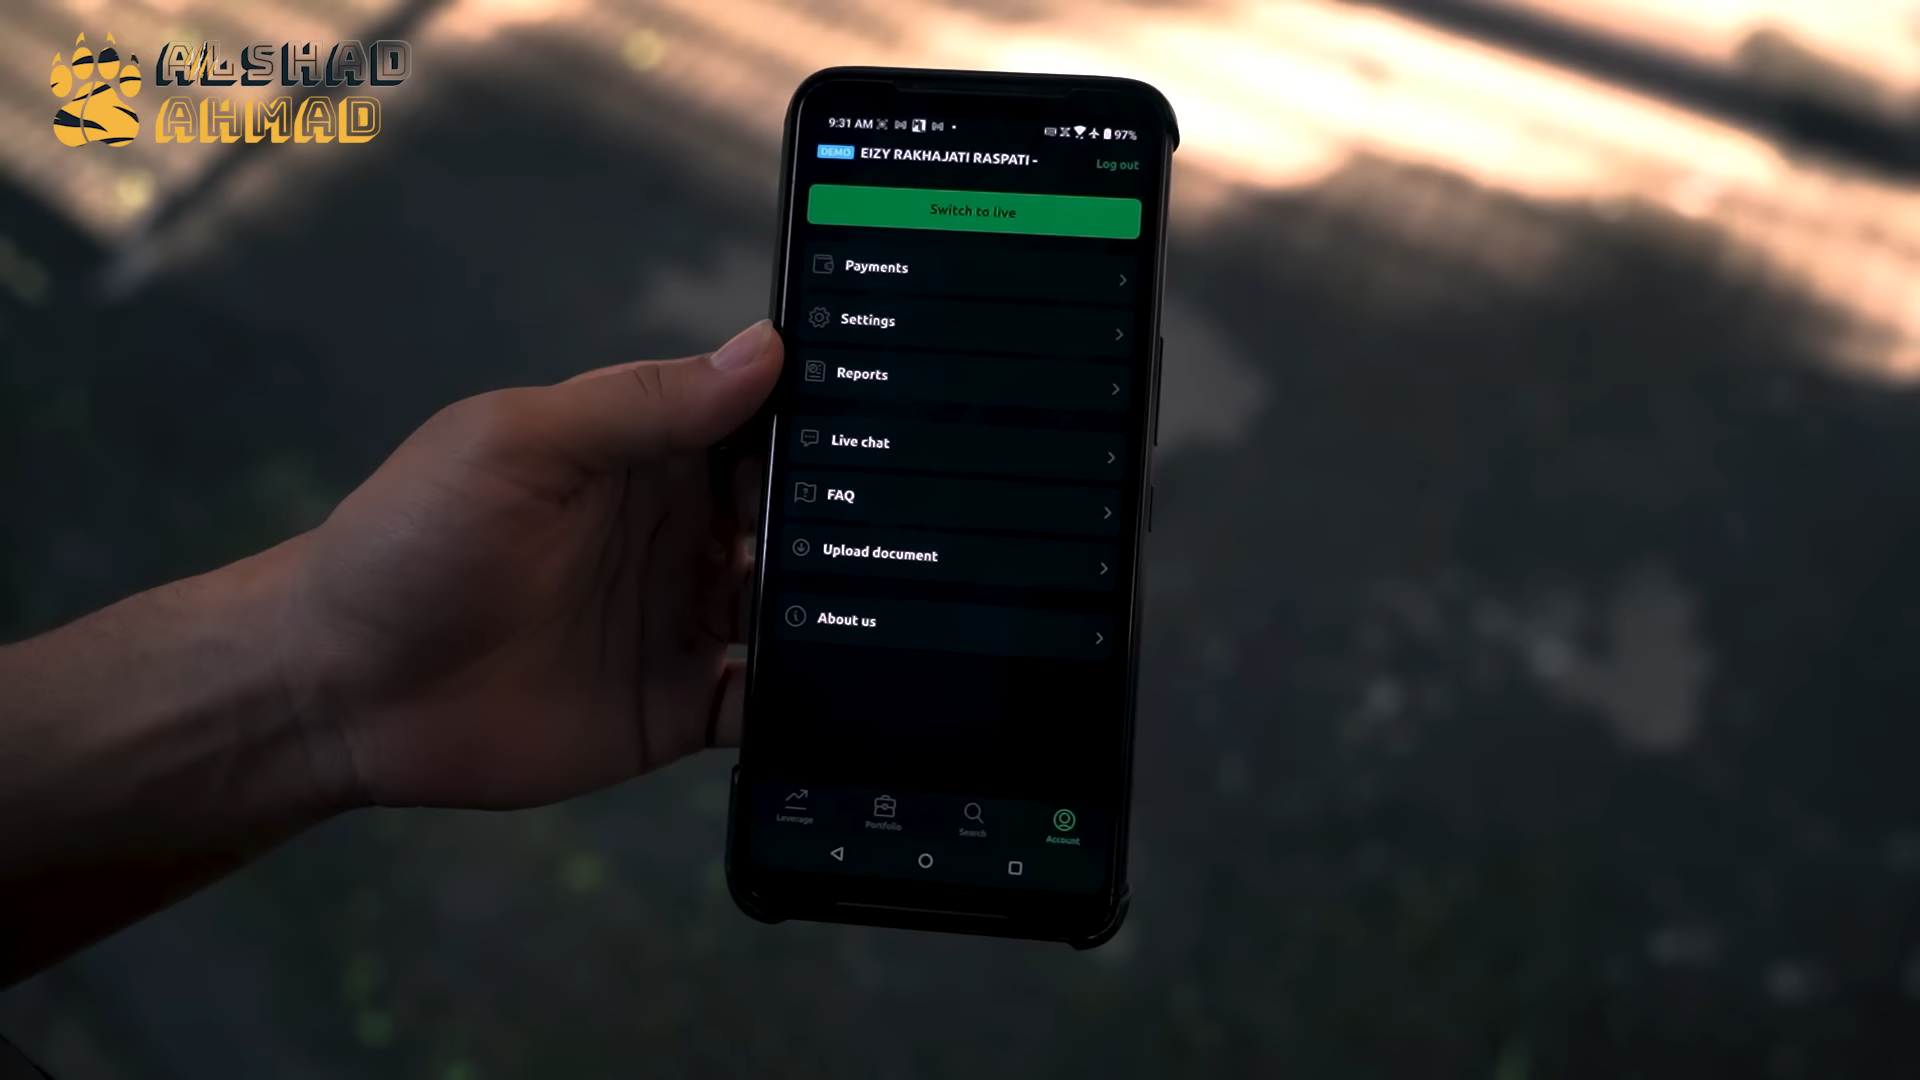 ALSHAD
AHMAD
9:31 AM
97%
DEMO EIZY RAKHAJATI RASPATI -
Log out
Switch to live
Payments
Settings
Reports
Live chat
FAQ
Upload document
About us
Leverage
Portfolio
Search
Account